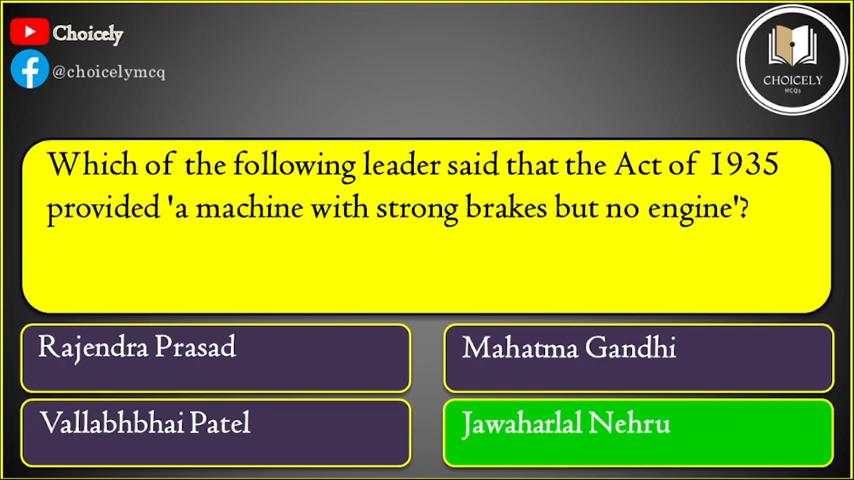 Choicely
@choicelymcq
CHOICELY
MCQs
Which of the following leader said that the Act of 1935
provided 'a machine with strong brakes but no engine'?
Rajendra Prasad
Mahatma Gandhi
Vallabhbhai Patel
Jawaharlal Nehru